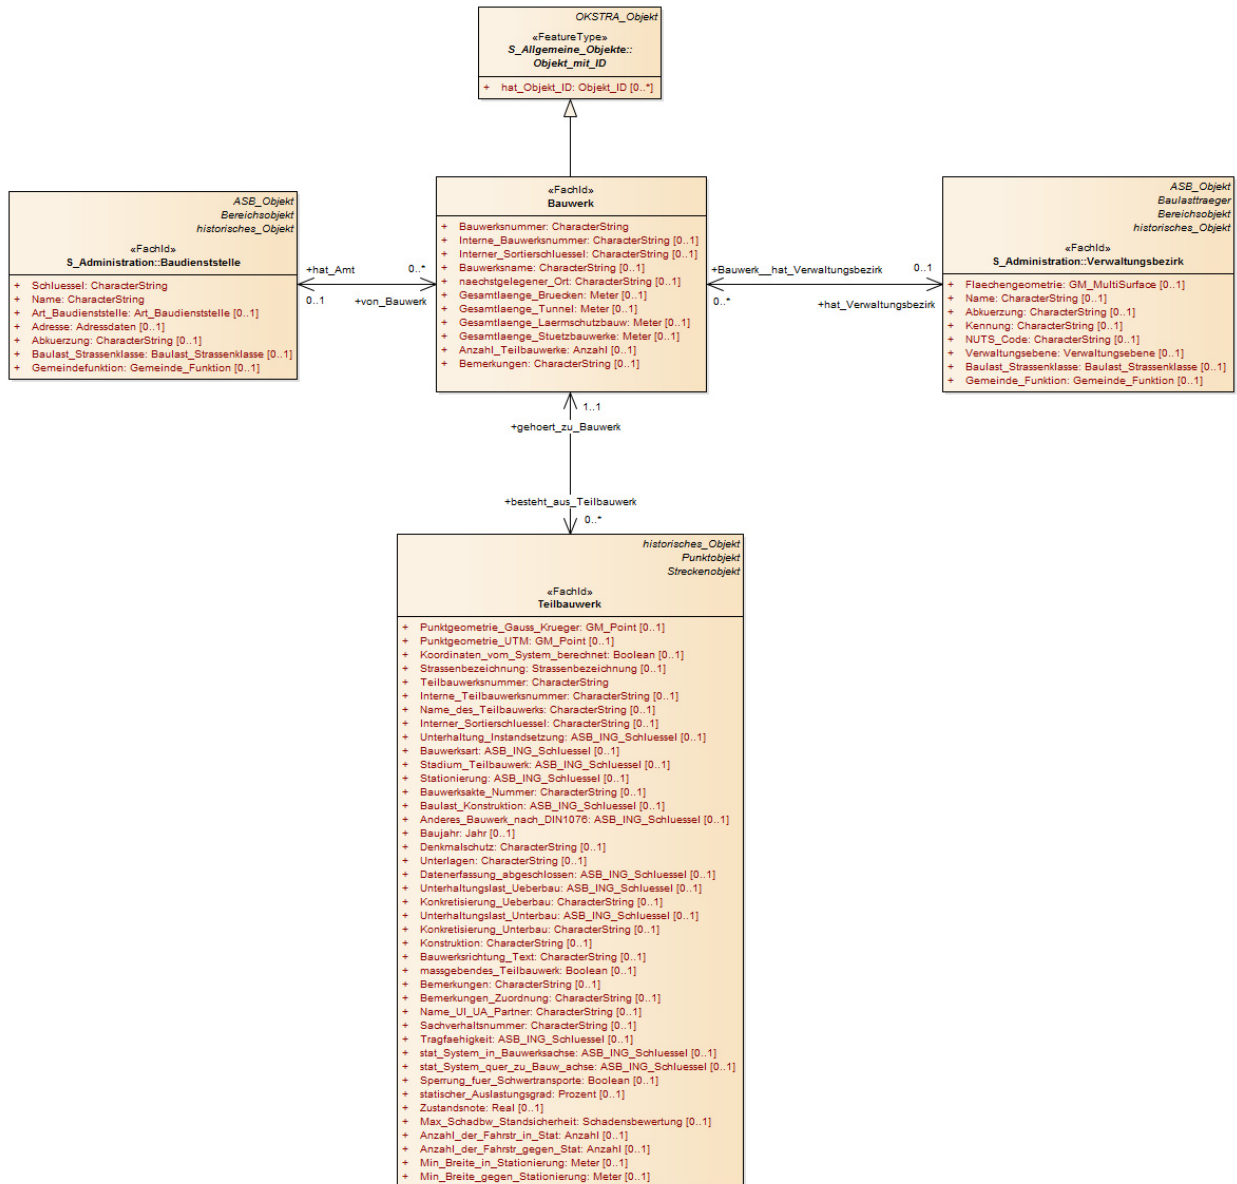 OKSTRA_Objekt
«FeatureType»
S_Allgemeine_Objekte::
Objekt_mit_ID
+ hat_Objekt_ID: Objekt_ID [0..*]
ASB_Objekt
Bereichsobjekt
historisches_Objekt
«FachId»
S_Administration::Baudienststelle
+ Schluessel: CharacterString
+ Name: CharacterString
+ Art_Baudienststelle: Art_Baudienststelle [0..1]
+ Adresse: Adressdaten [0..1]
+ Abkuerzung: CharacterString [0..1]
+ Baulast_Strassenklasse: Baulast_Strassenklasse [0..1]
+ Gemeindefunktion: Gemeinde_Funktion [0..1]
+hat_Amt
0..*
0..1
+von_Bauwerk
«FachId»
Bauwerk
+ Bauwerksnummer: CharacterString
+ Interne_Bauwerksnummer: CharacterString [0..1]
+ Interner_Sortierschluessel: CharacterString [0..1]
+ Bauwerksname: CharacterString [0..1]
+ naechstgelegener_Ort: CharacterString [0..1]
+ Gesamtlaenge_Bruecken: Meter [0..1]
+ Gesamtlaenge_Tunnel: Meter [0..1]
+ Gesamtlaenge_Laermschutzbauw: Meter [0..1]
+ Gesamtlaenge_Stuetzbauwerke: Meter [0..1]
+ Anzahl_Teilbauwerke: Anzahl [0..1]
+ Bemerkungen: CharacterString [0..1]
+Bauwerk__hat_Verwaltungsbezirk
0..1
0..*
+hat_Verwaltungsbezirk
ASB_Objekt
Baulasttraeger
Bereichsobjekt
historisches_Objekt
«FachId»
S_Administration::Verwaltungsbezirk
+ Flaechengeometrie: GM_MultiSurface [0..1]
+ Name: CharacterString [0..1]
+ Abkuerzung: CharacterString [0..1]
+ Kennung: CharacterString [0..1]
+ NUTS_Code: CharacterString [0..1]
+ Verwaltungsebene: Verwaltungsebene [0..1]
+ Baulast_Strassenklasse: Baulast_Strassenklasse [0..1]
+ Gemeinde_Funktion: Gemeinde_Funktion [0..1]
1..1
+gehoert_zu_Bauwerk
+besteht_aus_Teilbauwerk
0..*
historisches_Objekt
Punktobjekt
Streckenobjekt
«FachId»
Teilbauwerk
+ Punktgeometrie_Gauss_Krueger: GM_Point [0..1]
+ Punktgeometrie_UTM: GM_Point [0..1]
+ Koordinaten_vom_System_berechnet: Boolean [0..1]
+ Strassenbezeichnung: Strassenbezeichnung [0..1]
+ Teilbauwerksnummer: CharacterString
+ Interne_Teilbauwerksnummer: CharacterString [0..1]
+ Name_des_Teilbauwerks: CharacterString [0..1]
+ Interner_Sortierschluessel: CharacterString [0..1]
+ Unterhaltung_Instandsetzung: ASB_ING_Schluessel [0..1]
+ Bauwerksart: ASB_ING_Schluessel [0..1]
+ Stadium_Teilbauwerk: ASB_ING_Schluessel [0..1]
+ Stationierung: ASB_ING_Schluessel [0..1]
+ Bauwerksakte_Nummer: CharacterString [0..1]
+ Baulast_Konstruktion: ASB_ING_Schluessel [0..1]
+ Anderes_Bauwerk_nach_DIN1076: ASB_ING_Schluessel [0..1]
+ Baujahr: Jahr [0..1]
+ Denkmalschutz: CharacterString [0..1]
+ Unterlagen: CharacterString [0..1]
+ Datenerfassung_abgeschlossen: ASB_ING_Schluessel [0..1]
+ Unterhaltungslast_Ueberbau: ASB_ING_Schluessel [0..1]
+ Konkretisierung_Ueberbau: CharacterString [0..1]
+ Unterhaltungslast_Unterbau: ASB_ING_Schluessel [0..1]
+ Konkretisierung_Unterbau: CharacterString [0..1]
+ Konstruktion: CharacterString [0..1]
+ Bauwerksrichtung_Text: CharacterString [0..1]
+ massgebendes_Teilbauwerk: Boolean [0..1]
+ Bemerkungen: CharacterString [0..1]
+ Bemerkungen_Zuordnung: CharacterString [0..1]
+ Name_UI_UA_Partner: CharacterString [0..1]
+ Sachverhaltsnummer: CharacterString [0..1]
+ Tragfaehigkeit: ASB_ING_Schluessel [0..1]
+ stat_System_in_Bauwerksachse: ASB_ING_Schluessel [0..1]
+ stat_System_quer_zu_Bauw_achse: ASB_ING_Schluessel [0..1]
+ Sperrung_fuer_Schwertransporte: Boolean [0..1]
+ statischer_Auslastungsgrad: Prozent [0..1]
+ Zustandsnote: Real [0..1]
+ Max_Schadbw_Standsicherheit: Schadensbewertung [0..1]
+ Anzahl_der_Fahrstr_in_Stat: Anzahl [0..1]
+ Anzahl_der_Fahrstr_gegen_Stat: Anzahl [0..1]
+ Min_Breite_in_Stationierung: Meter [0..1]
+ Min_Breite_gegen_Stationierung: Meter [0..1]